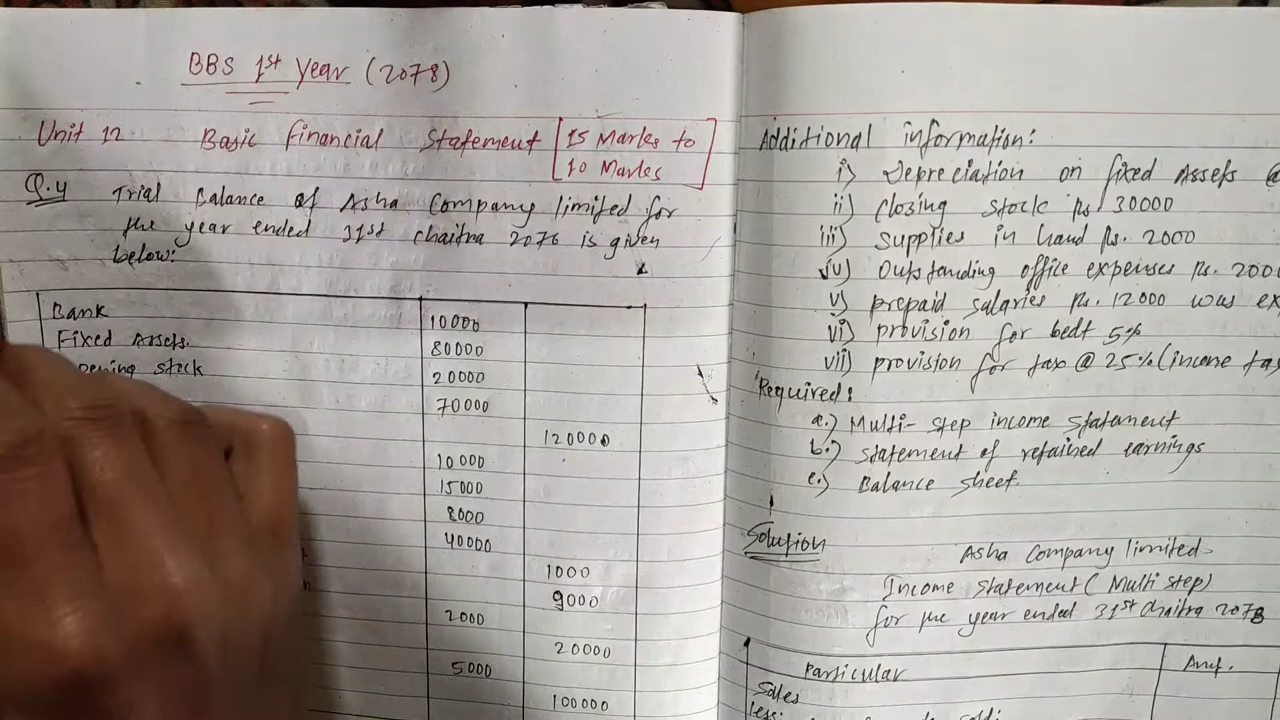 BBS 1st Year (2078)
Unit 12 Basic Financial Statement [15 Marks to
10 Marks]
Q.4 Trial Balance of Asha Company limited for
the year ended 31st chaitra 2076 is given
below:
Bank 10000
Fixed Assets. 80000
stock 20000
70000
120000
10000
15000
8000
40000
1000
9000
2000
20000
5000
100000
Additional information:
i) Depreciation on fixed Assets @
ii) Closing stock Rs. 30000
iii) supplies in hand Rs. 2000
iv) Outstanding office expenses Rs. 200
v) prepaid salaries Rs. 12000 was
vi) provision for bedt 5%
vii) provision for tax @ 25% (income
Required:
a.) Multi-step income statement
b.) statement of retained earnings
c.) Balance sheet.
Solution
Asha Company limited.
Income statement (Multi step)
for the year ended 31st chaitra 2078
Particular Amt.
Sales
less: